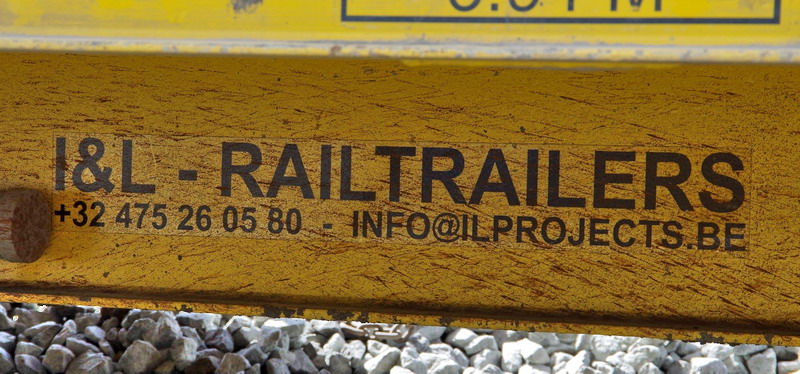 I&L - RAILTRAILERS
+32 475 26 05 80 - INFO@ILPROJECTS.BE